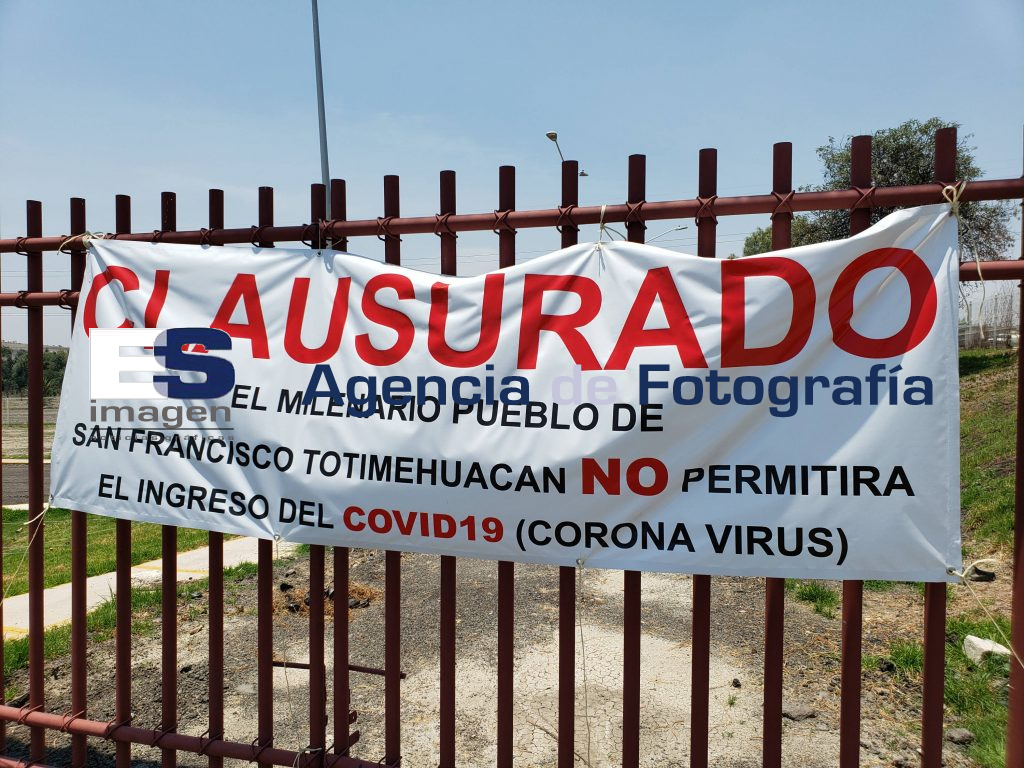 CLAUSURADO
ES Agencia de Fotografía
imagen
EL MILENARIO PUEBLO DE
SAN FRANCISCO TOTIMEHUACAN NO PERMITIRA
EL INGRESO DEL COVID19 (CORONA VIRUS)